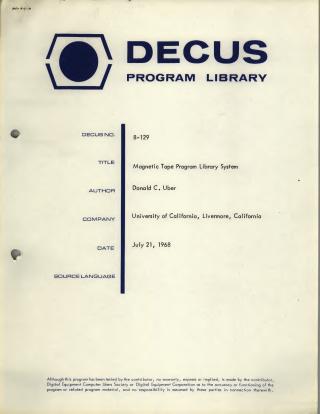 DECUS
PROGRAM LIBRARY
DECUS NO. 8-129
TITLE Magnetic Tape Program Library System
AUTHOR Donald C. Uber
COMPANY University of California, Livermore, California
DATE July 21, 1968
SOURCE LANGUAGE
Although this program has been tested by the contributor, no warranty, express or implied, is made by the contributor,
Digital Equipment Computer Users Society or Digital Equipment Corporation as to the accuracy or functioning of the
program or related program material, and no responsibility is assumed by these parties in connection therewith.